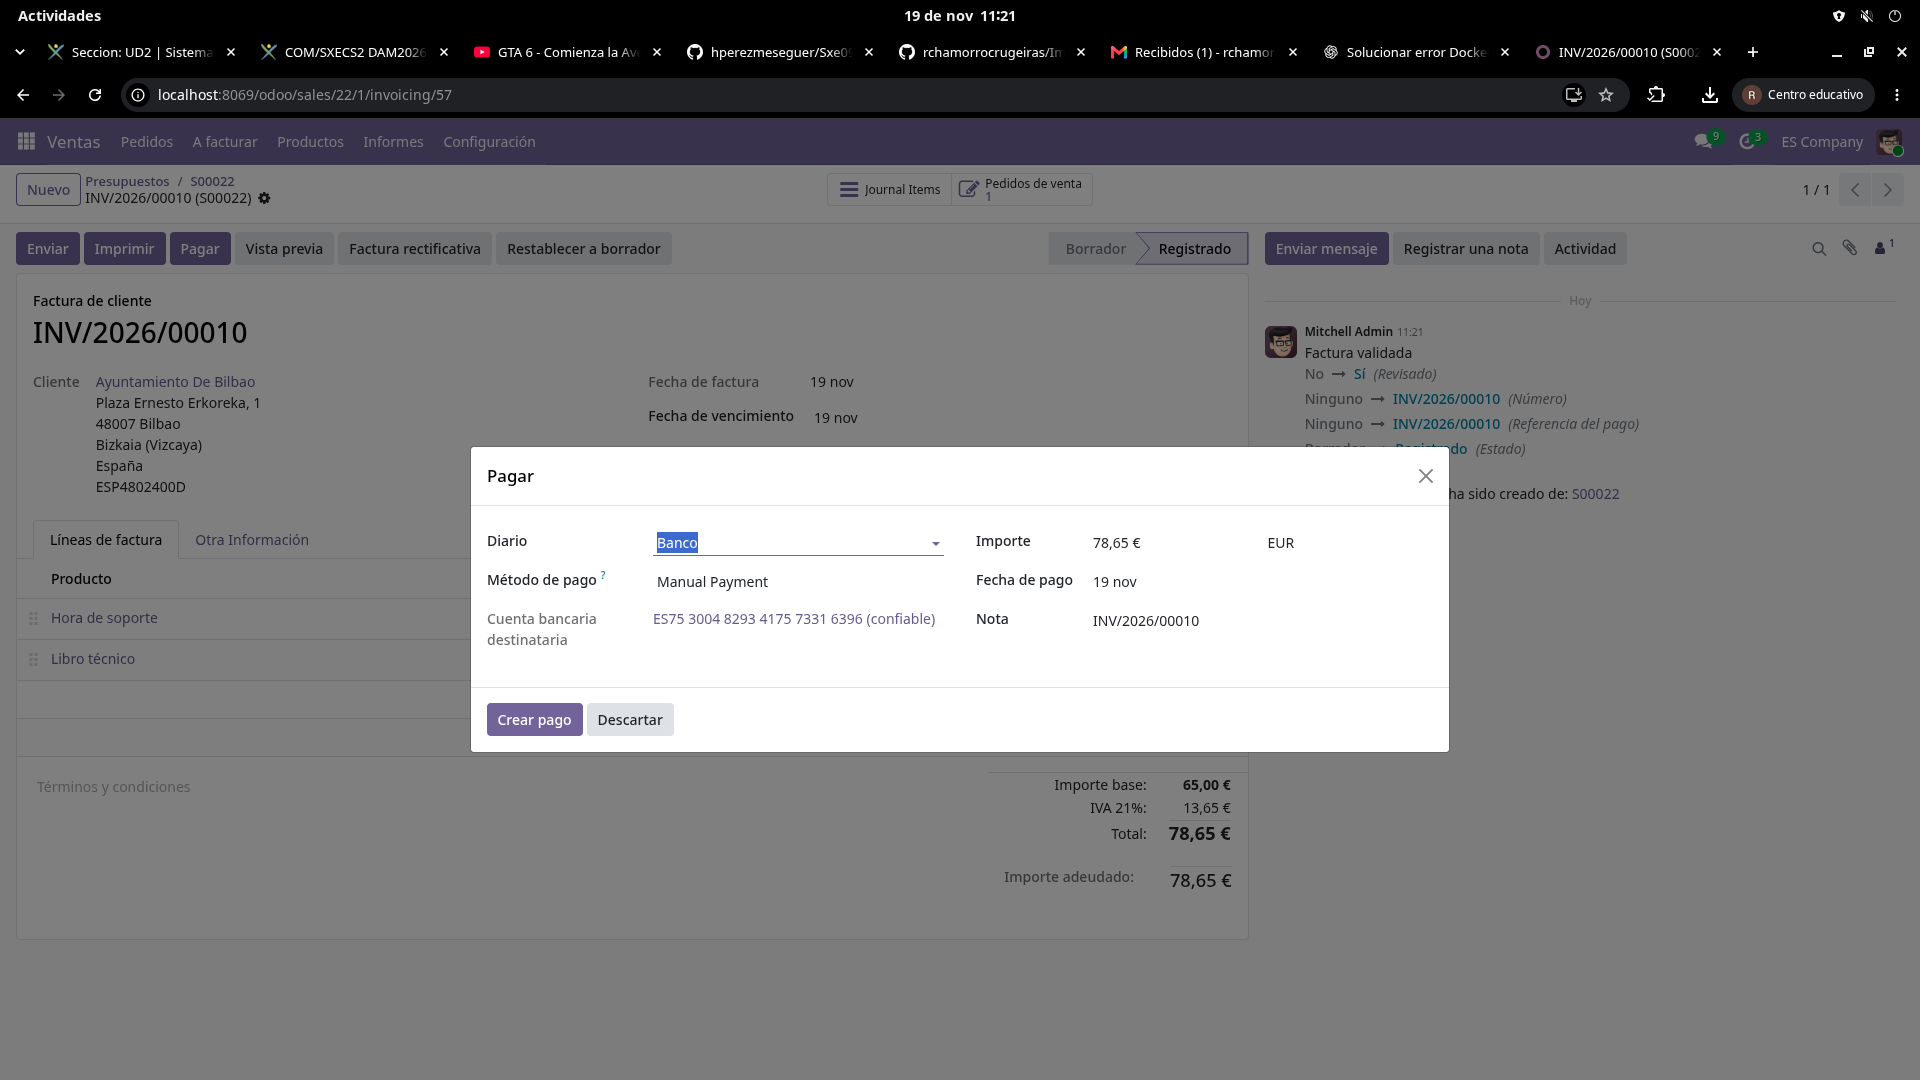 Actividades
19 de nov 11:21
Seccion: UD2 | Sistema
COM/SXECS2 DAM2026
GTA 6 - Comienza la Av
hperezmeseguer/Sxe0
rchamorrocrugeiras/Im
Recibidos (1) - rchamor
Solucionar error Docke
INV/2026/00010 (S0002
localhost:8069/odoo/sales/22/1/invoicing/57
R Centro educativo
Ventas Pedidos A facturar Productos Informes Configuración
9 3 ES Company
Nuevo
Presupuestos / S00022
INV/2026/00010 (S00022)
Journal Items
Pedidos de venta
1
1 / 1
Enviar Imprimir Pagar Vista previa Factura rectificativa Restablecer a borrador
Borrador Registrado
Enviar mensaje Registrar una nota Actividad 1
Factura de cliente
INV/2026/00010
Cliente Ayuntamiento De Bilbao
Plaza Ernesto Erkoreka, 1
48007 Bilbao
Bizkaia (Vizcaya)
España
ESP4802400D
Fecha de factura 19 nov
Fecha de vencimiento 19 nov
Hoy
Mitchell Admin 11:21
Factura validada
No → Sí (Revisado)
Ninguno → INV/2026/00010 (Número)
Ninguno → INV/2026/00010 (Referencia del pago)
Borrador → Registrado (Estado)
ha sido creado de: S00022
Líneas de factura Otra Información
Producto
Hora de soporte
Libro técnico
Pagar
Diario Banco
Método de pago ? Manual Payment
Cuenta bancaria destinataria ES75 3004 8293 4175 7331 6396 (confiable)
Importe 78,65 € EUR
Fecha de pago 19 nov
Nota INV/2026/00010
Crear pago Descartar
Términos y condiciones
Importe base: 65,00 €
IVA 21%: 13,65 €
Total: 78,65 €
Importe adeudado: 78,65 €